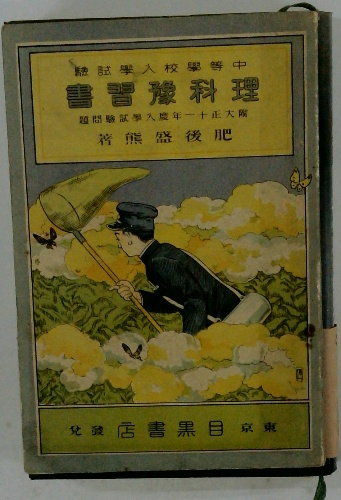 中等學校入學試驗
理科豫習書
附大正十一年度入學試驗問題
肥後盛熊著
東京 目黒書店 發兌